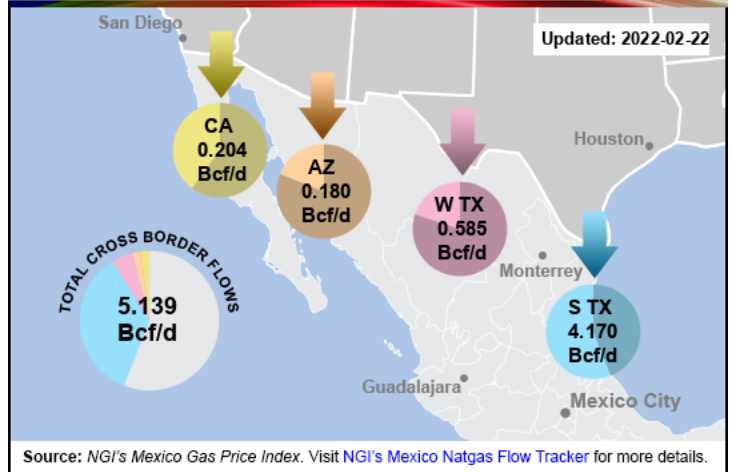 San Diego
Updated: 2022-02-22
CA
0.204
Bcf/d
AZ
0.180
Bcf/d
Houston
W TX
0.585
Bcf/d
Monterrey
TOTAL CROSS BORDER FLOWS
5.139
Bcf/d
S TX
4.170
Bcf/d
Guadalajara
Mexico City
Source: NGI's Mexico Gas Price Index. Visit NGI's Mexico Natgas Flow Tracker for more details.